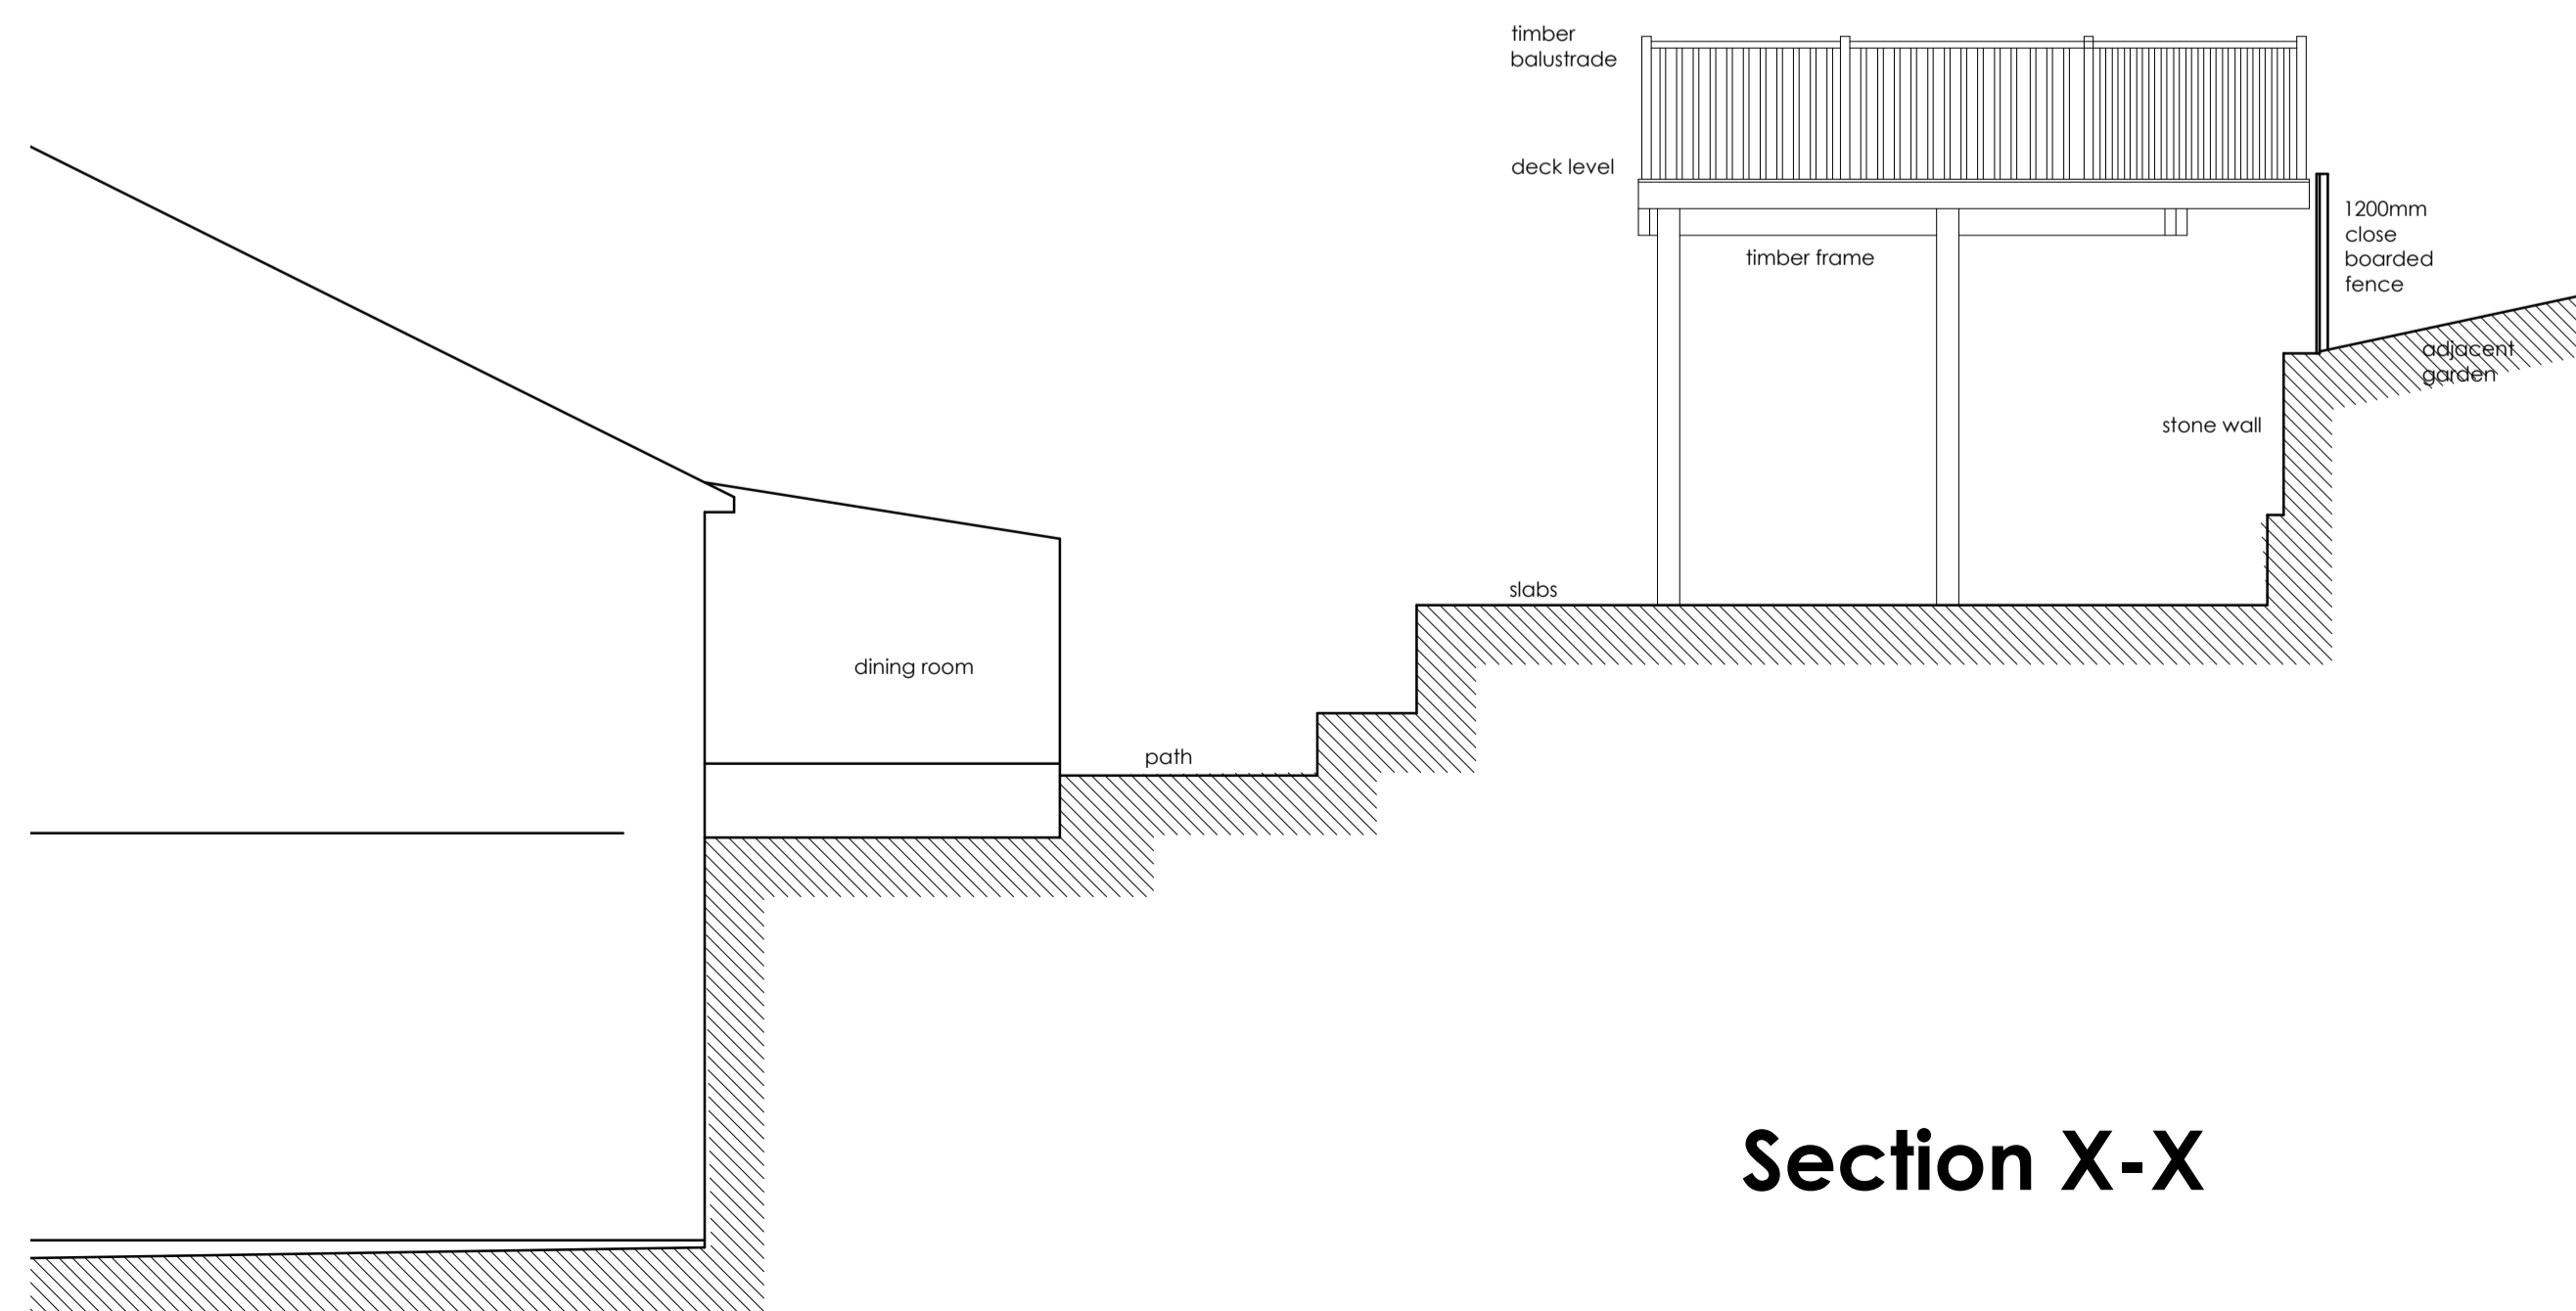 timber
balustrade
deck level
1200mm
close
boarded
fence
timber frame
adjacent
garden
stone wall
slabs
dining room
path
Section X-X